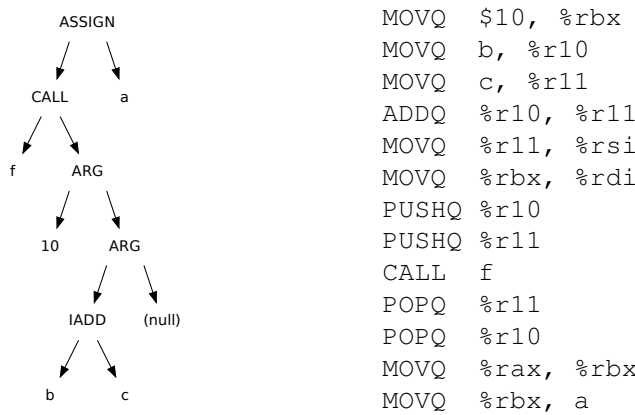 ASSIGN
CALL a
f ARG
10 ARG
IADD (null)
b c
MOVQ $10, %rbx
MOVQ b, %r10
MOVQ c, %r11
ADDQ %r10, %r11
MOVQ %r11, %rsi
MOVQ %rbx, %rdi
PUSHQ %r10
PUSHQ %r11
CALL f
POPQ %r11
POPQ %r10
MOVQ %rax, %rbx
MOVQ %rbx, a